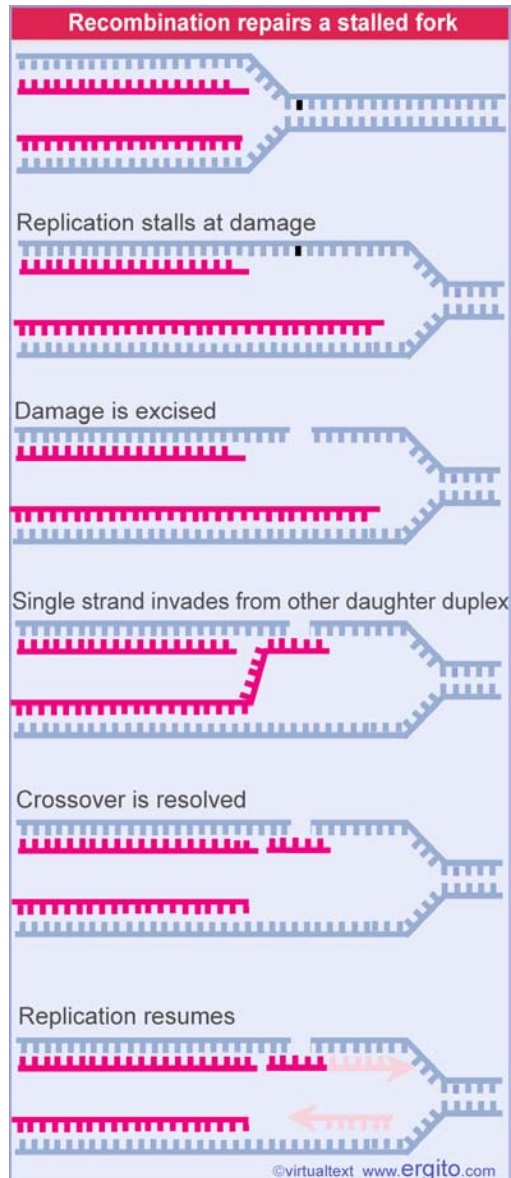 Recombination repairs a stalled fork
Replication stalls at damage
Damage is excised
Single strand invades from other daughter duplex
Crossover is resolved
Replication resumes
©virtualtext www.ergito.com